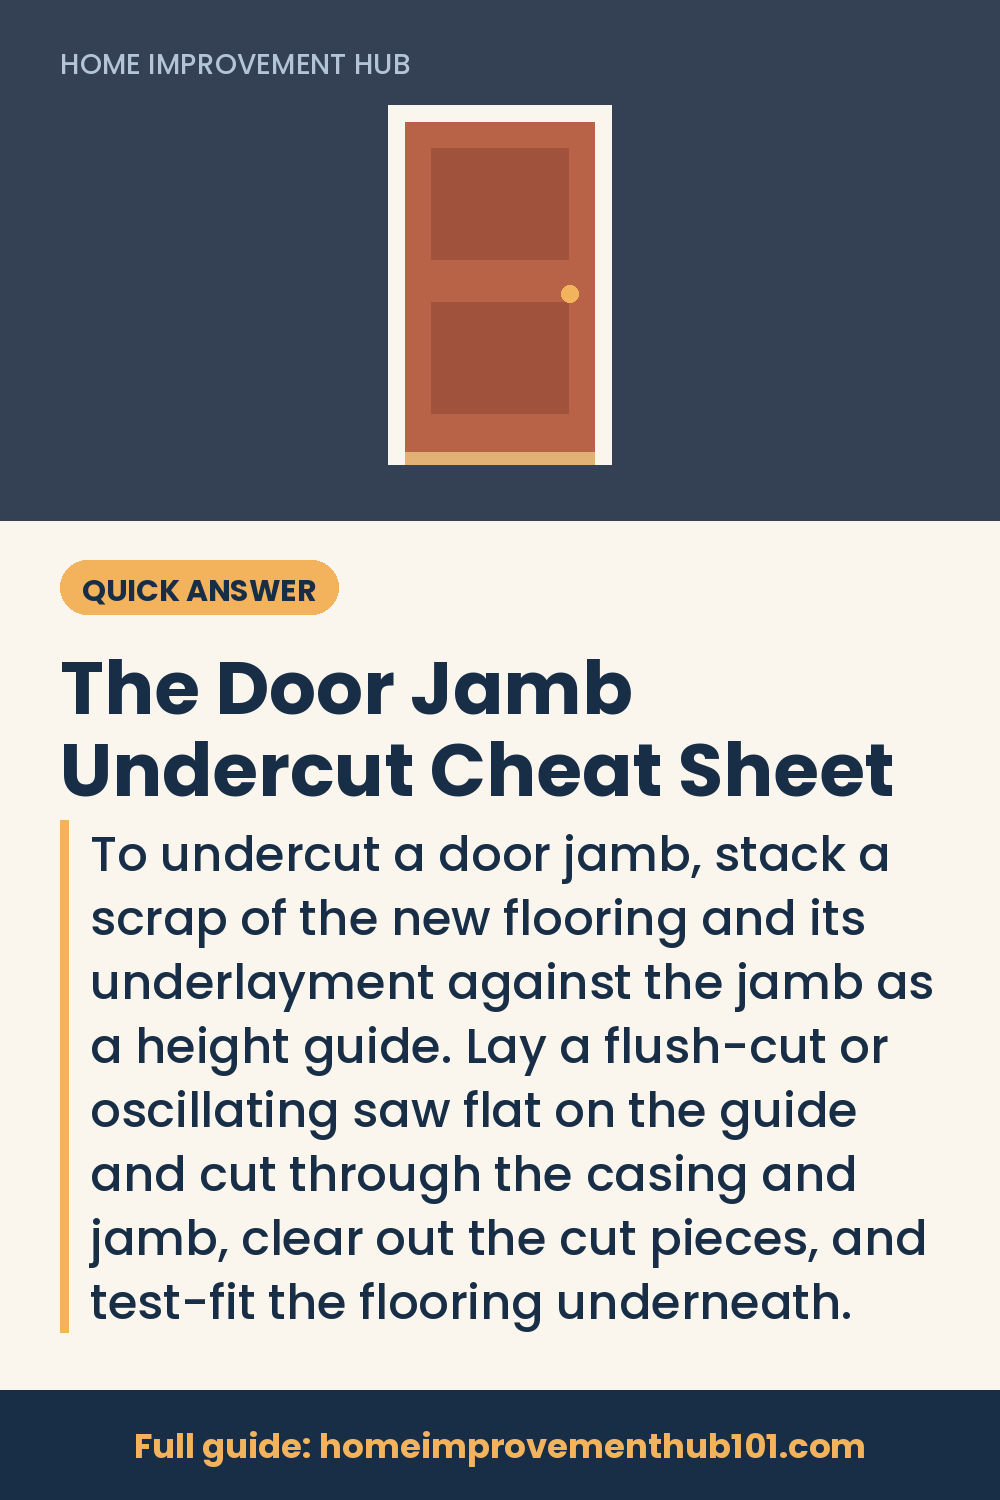 HOME IMPROVEMENT HUB
QUICK ANSWER
The Door Jamb
Undercut Cheat Sheet
To undercut a door jamb, stack a
scrap of the new flooring and its
underlayment against the jamb as
a height guide. Lay a flush-cut or
oscillating saw flat on the guide
and cut through the casing and
jamb, clear out the cut pieces, and
test-fit the flooring underneath.
Full guide: homeimprovementhub101.com